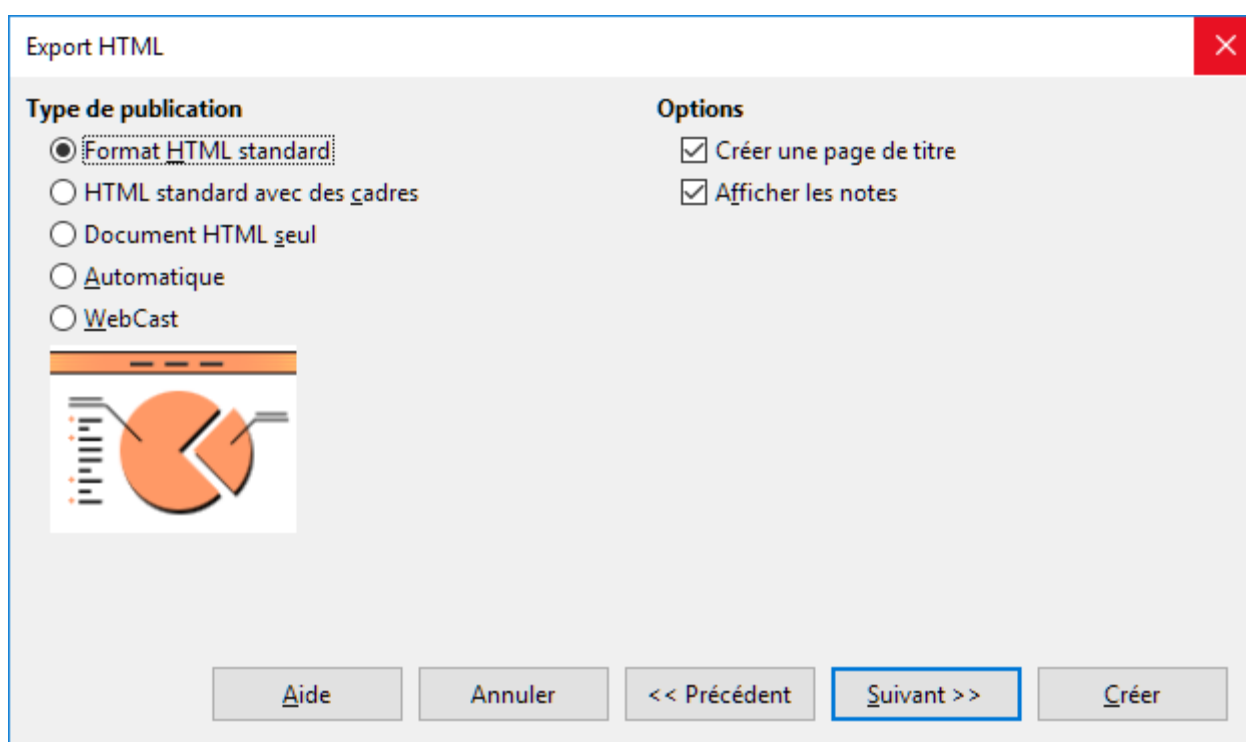 Export HTML
Type de publication
Format HTML standard
HTML standard avec des cadres
Document HTML seul
Automatique
WebCast
Options
Créer une page de titre
Afficher les notes
Aide
Annuler
<< Précédent
Suivant >>
Créer